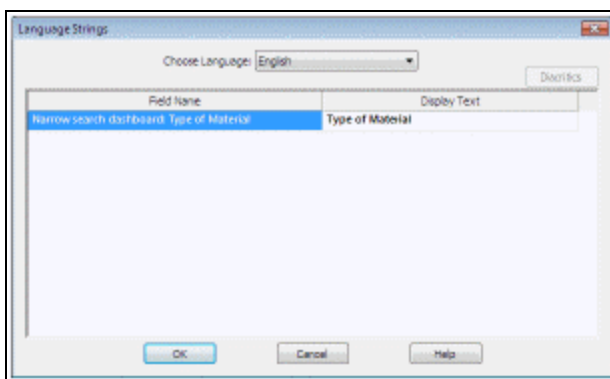 Language Strings
Choose Language: English
Diacritics
Field Name Display Text
Narrow search dashboard: Type of Material Type of Material
OK Cancel Help